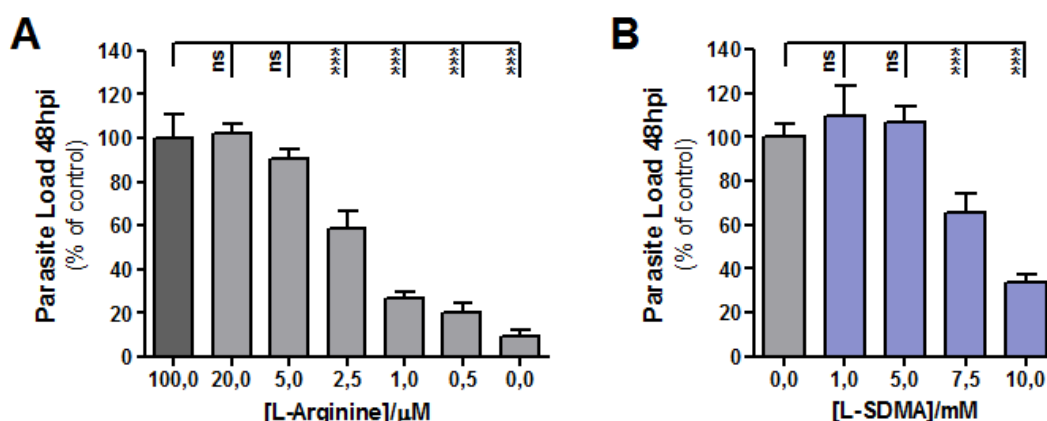 A
Parasite Load 48hpi
(% of control)
140
120
100
80
60
40
20
0
ns
ns
***
***
***
***
100,0 20,0 5,0 2,5 1,0 0,5 0,0
[L-Arginine]/µM
B
Parasite Load 48hpi
(% of control)
140
120
100
80
60
40
20
0
ns
ns
***
***
0,0 1,0 5,0 7,5 10,0
[L-SDMA]/mM